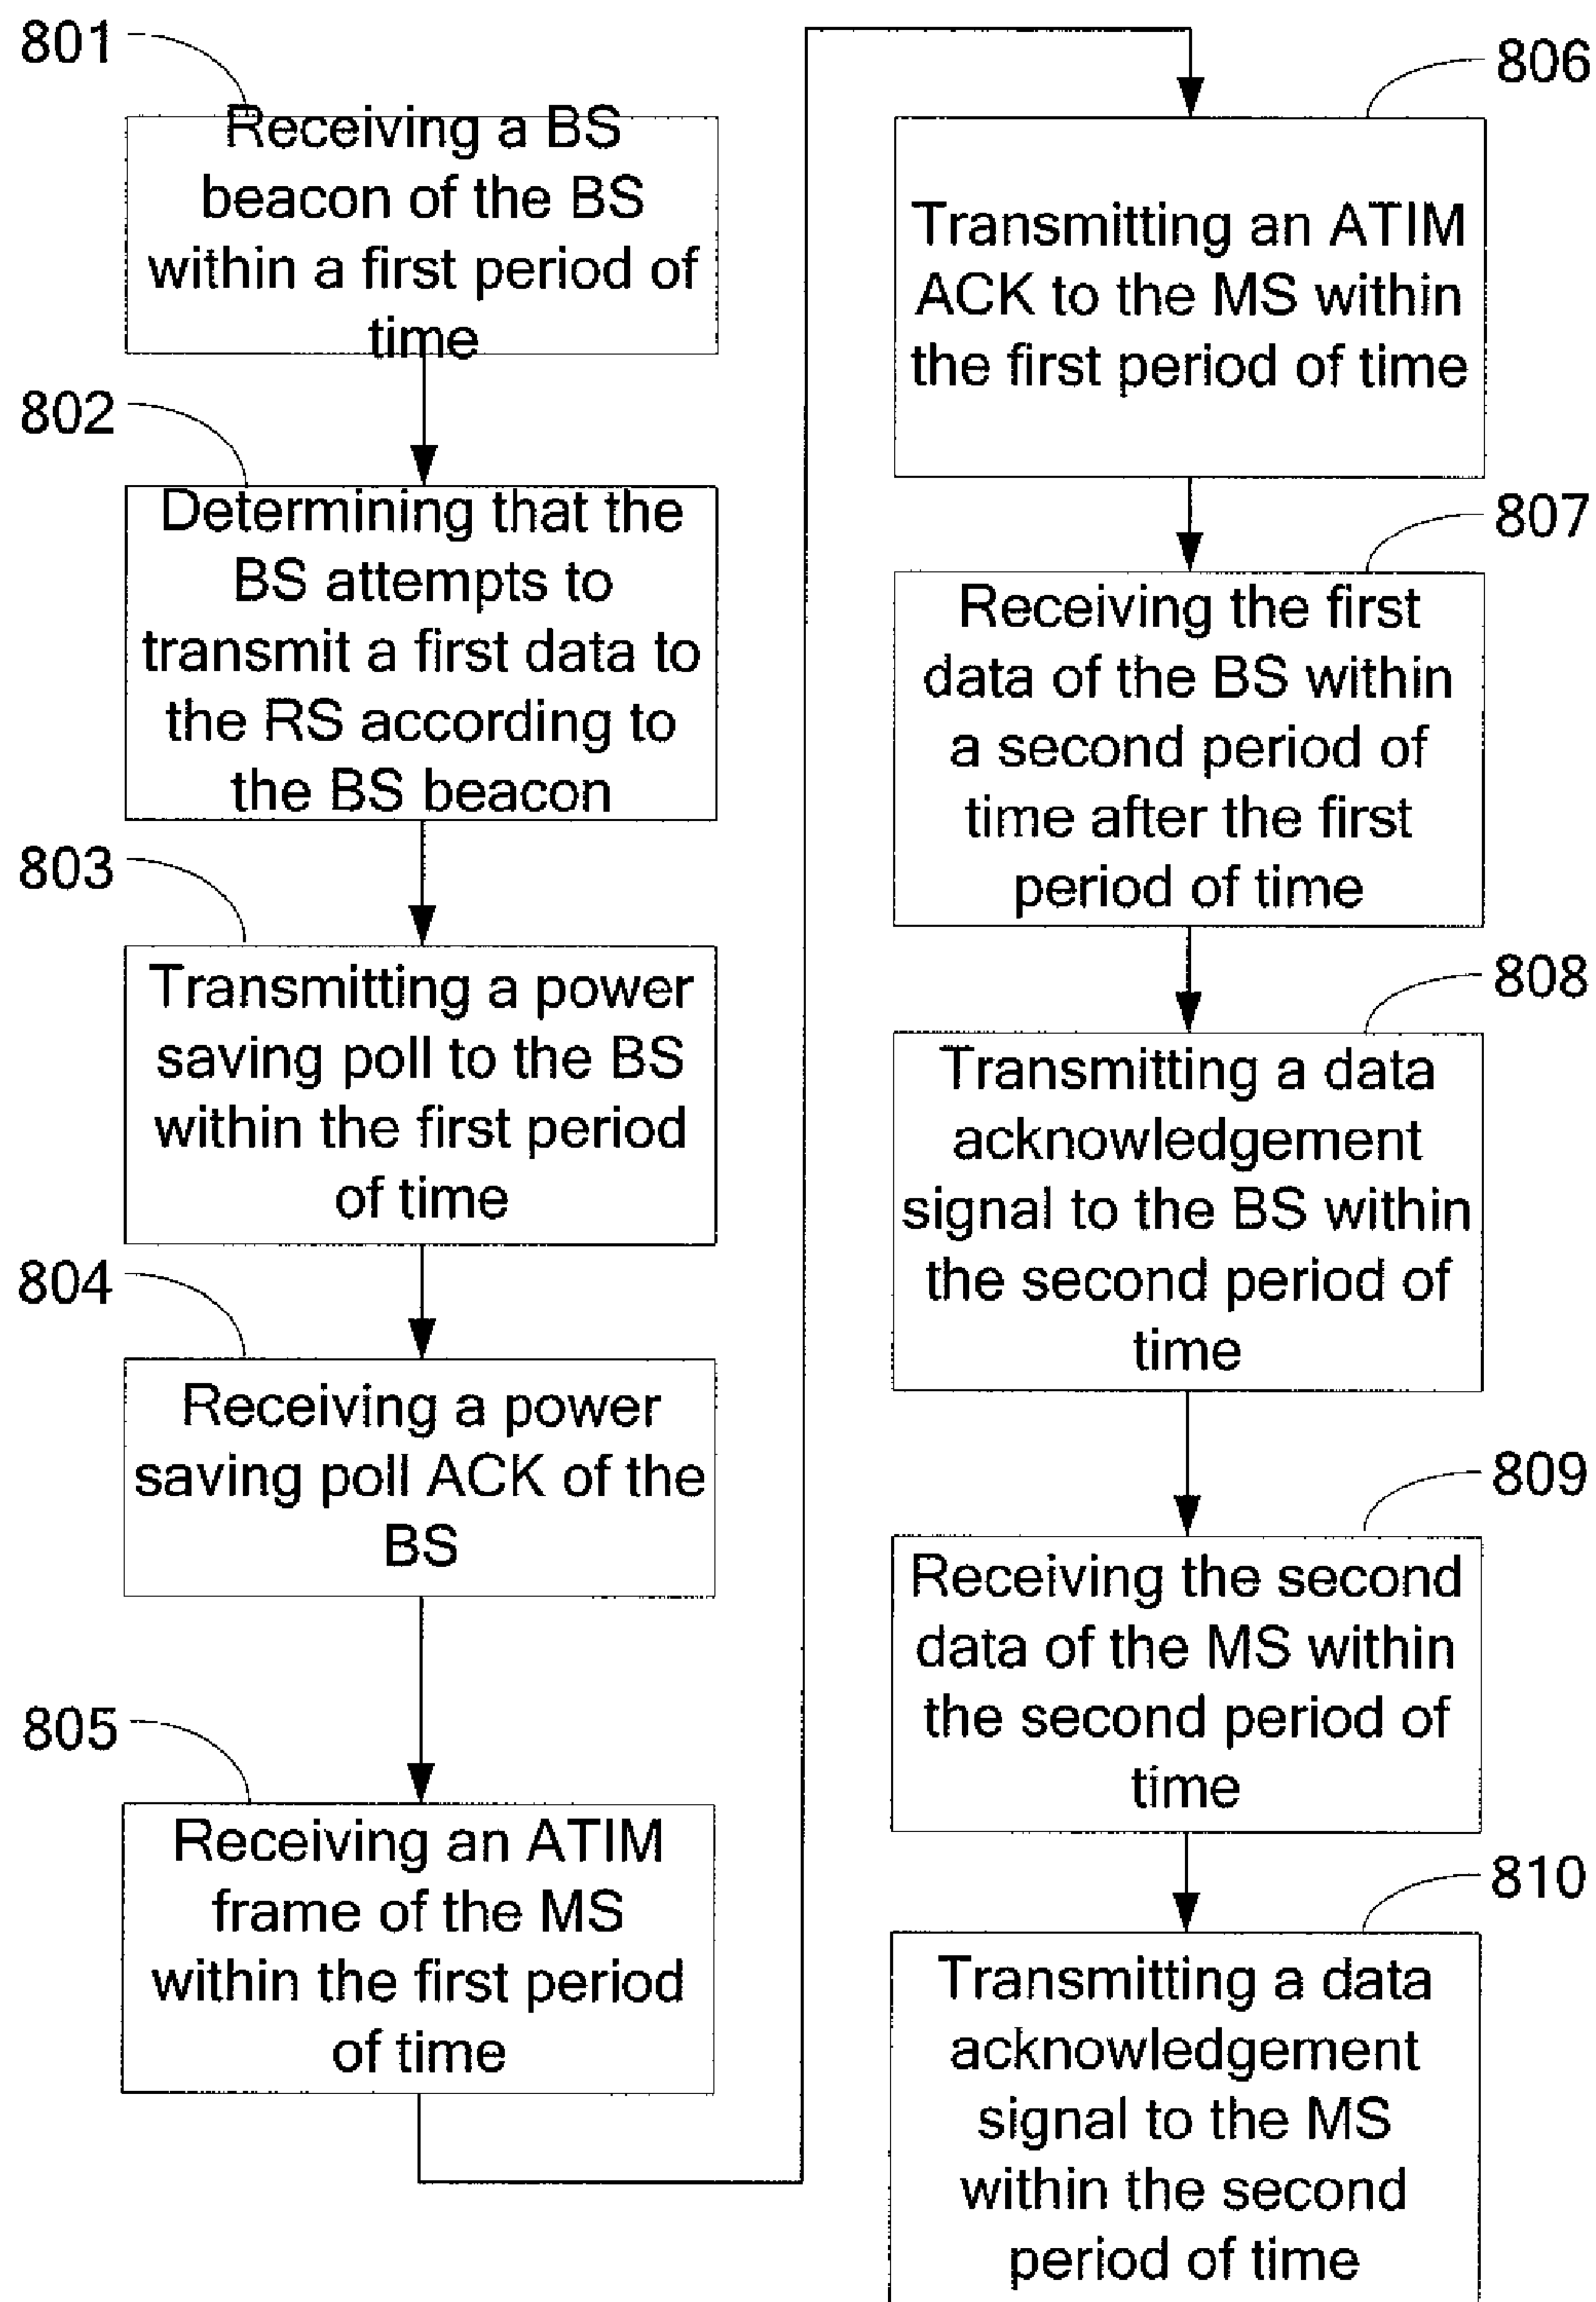 801
Receiving a BS
beacon of the BS
within a first period of
time
802
Determining that the
BS attempts to
transmit a first data to
the RS according to
the BS beacon
803
Transmitting a power
saving poll to the BS
within the first period
of time
804
Receiving a power
saving poll ACK of the
BS
805
Receiving an ATIM
frame of the MS
within the first period
of time
806
Transmitting an ATIM
ACK to the MS within
the first period of time
807
Receiving the first
data of the BS within
a second period of
time after the first
period of time
808
Transmitting a data
acknowledgement
signal to the BS within
the second period of
time
809
Receiving the second
data of the MS within
the second period of
time
810
Transmitting a data
acknowledgement
signal to the MS
within the second
period of time